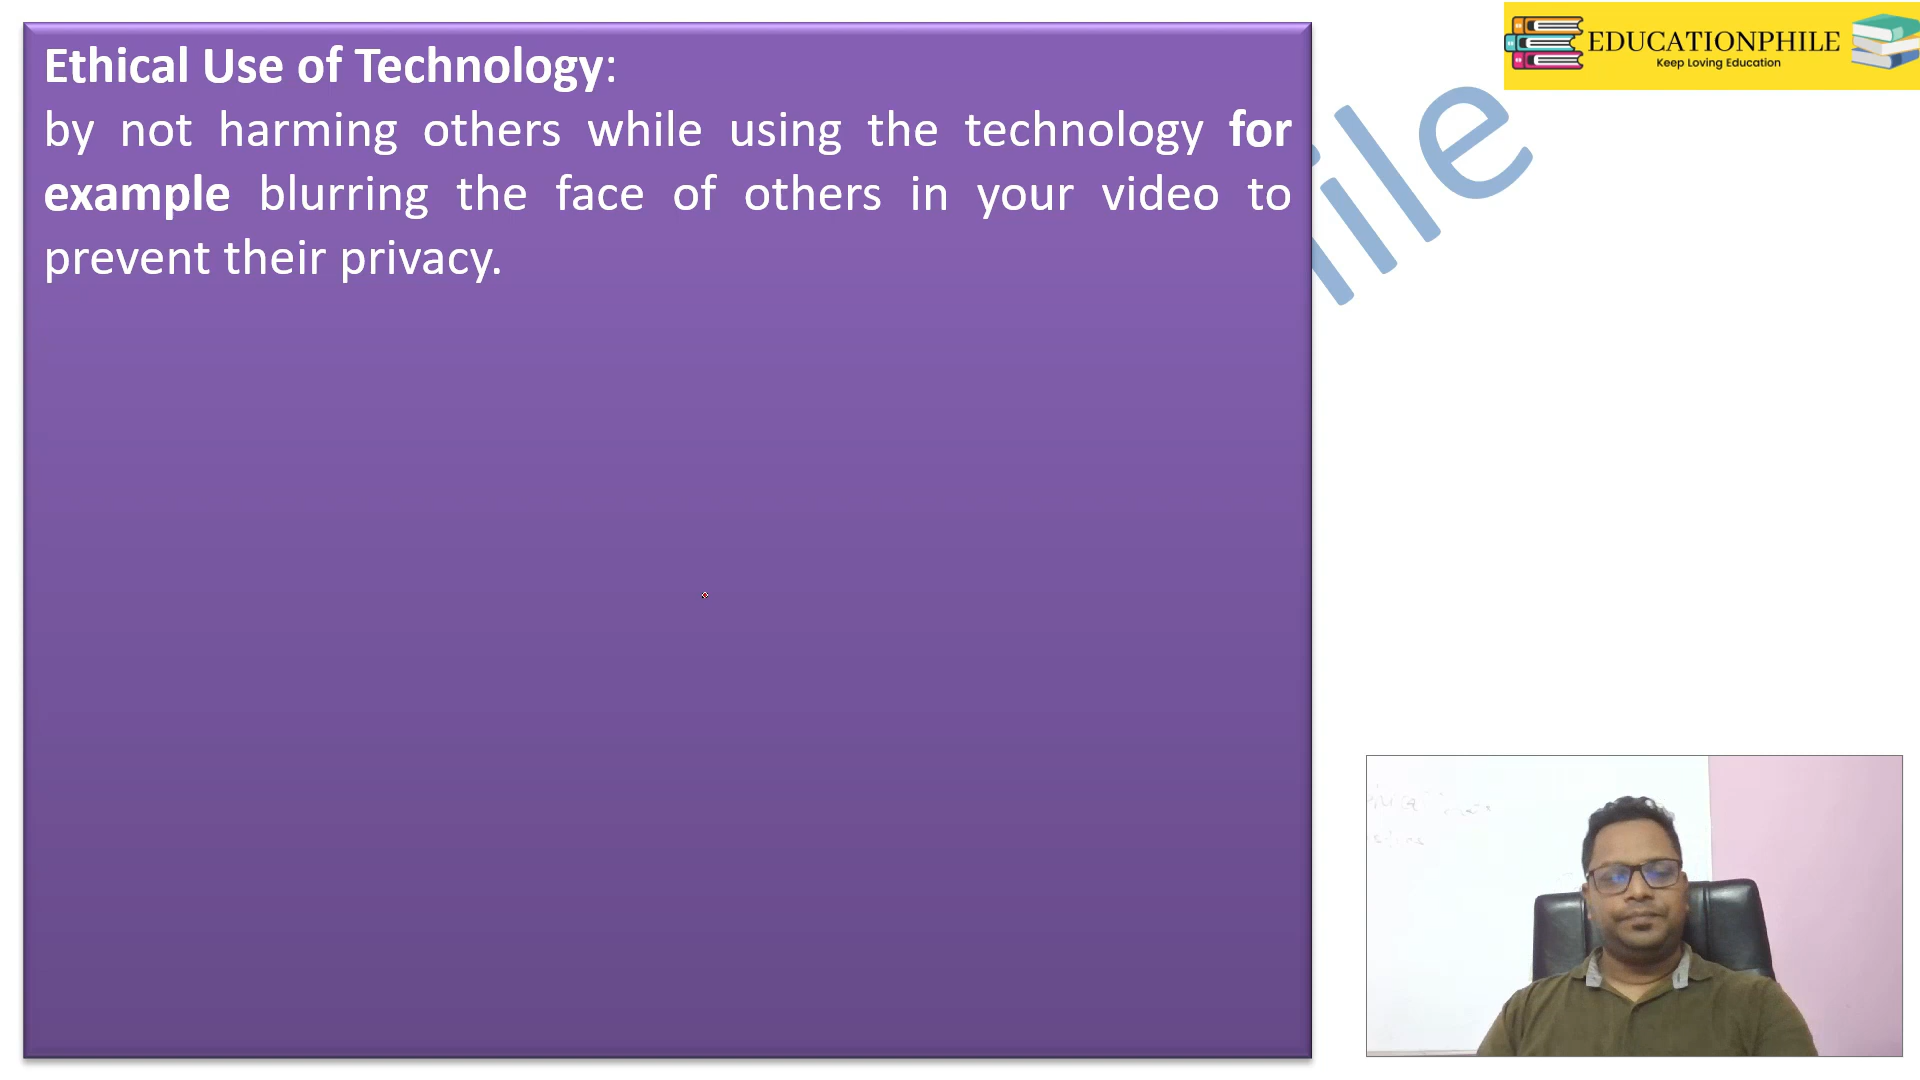 Ethical Use of Technology:
by not harming others while using the technology for
example blurring the face of others in your video to
prevent their privacy.
EDUCATIONPHILE
Keep Loving Education
ile